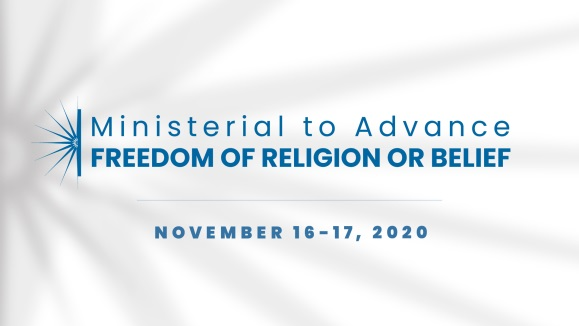 Ministerial to Advance
FREEDOM OF RELIGION OR BELIEF
NOVEMBER 16-17, 2020